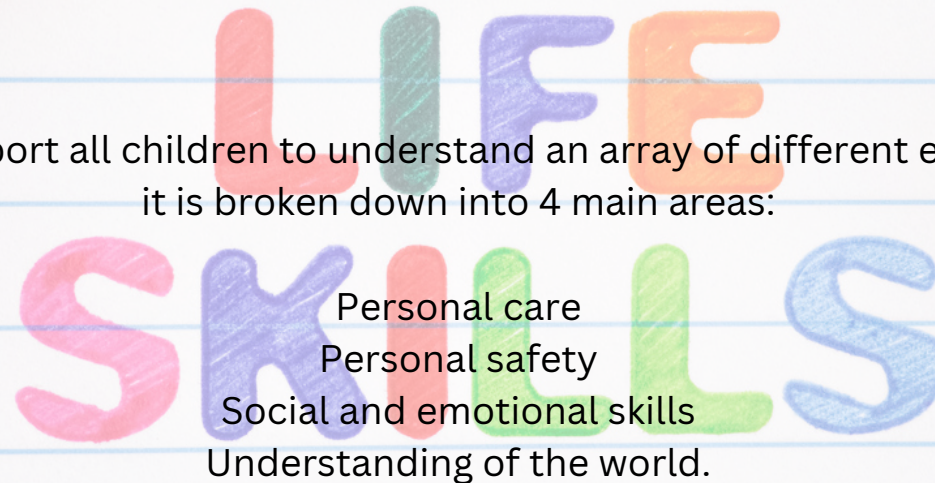 LIFE
all children to understand an array of different
it is broken down into 4 main areas:
SKILLS
Personal care
Personal safety
Social and emotional skills
Understanding of the world.